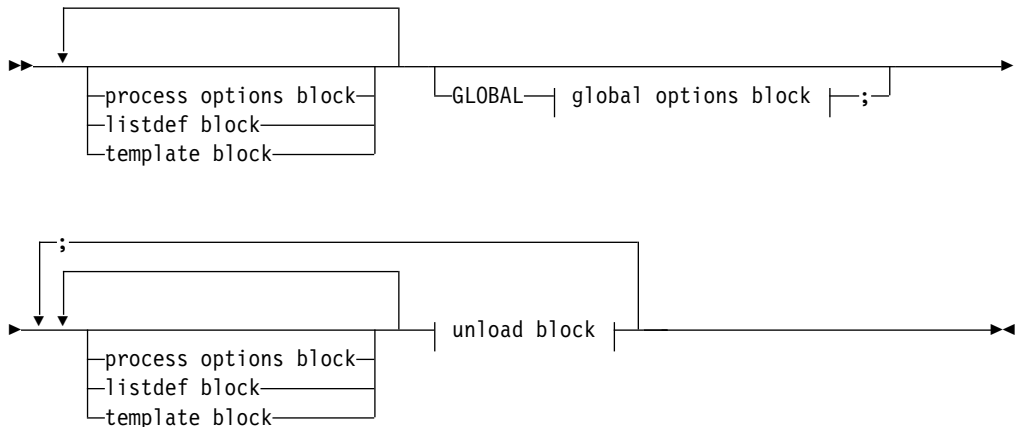 process options block
GLOBAL global options block ;
listdef block
template block
;
unload block
process options block
listdef block
template block